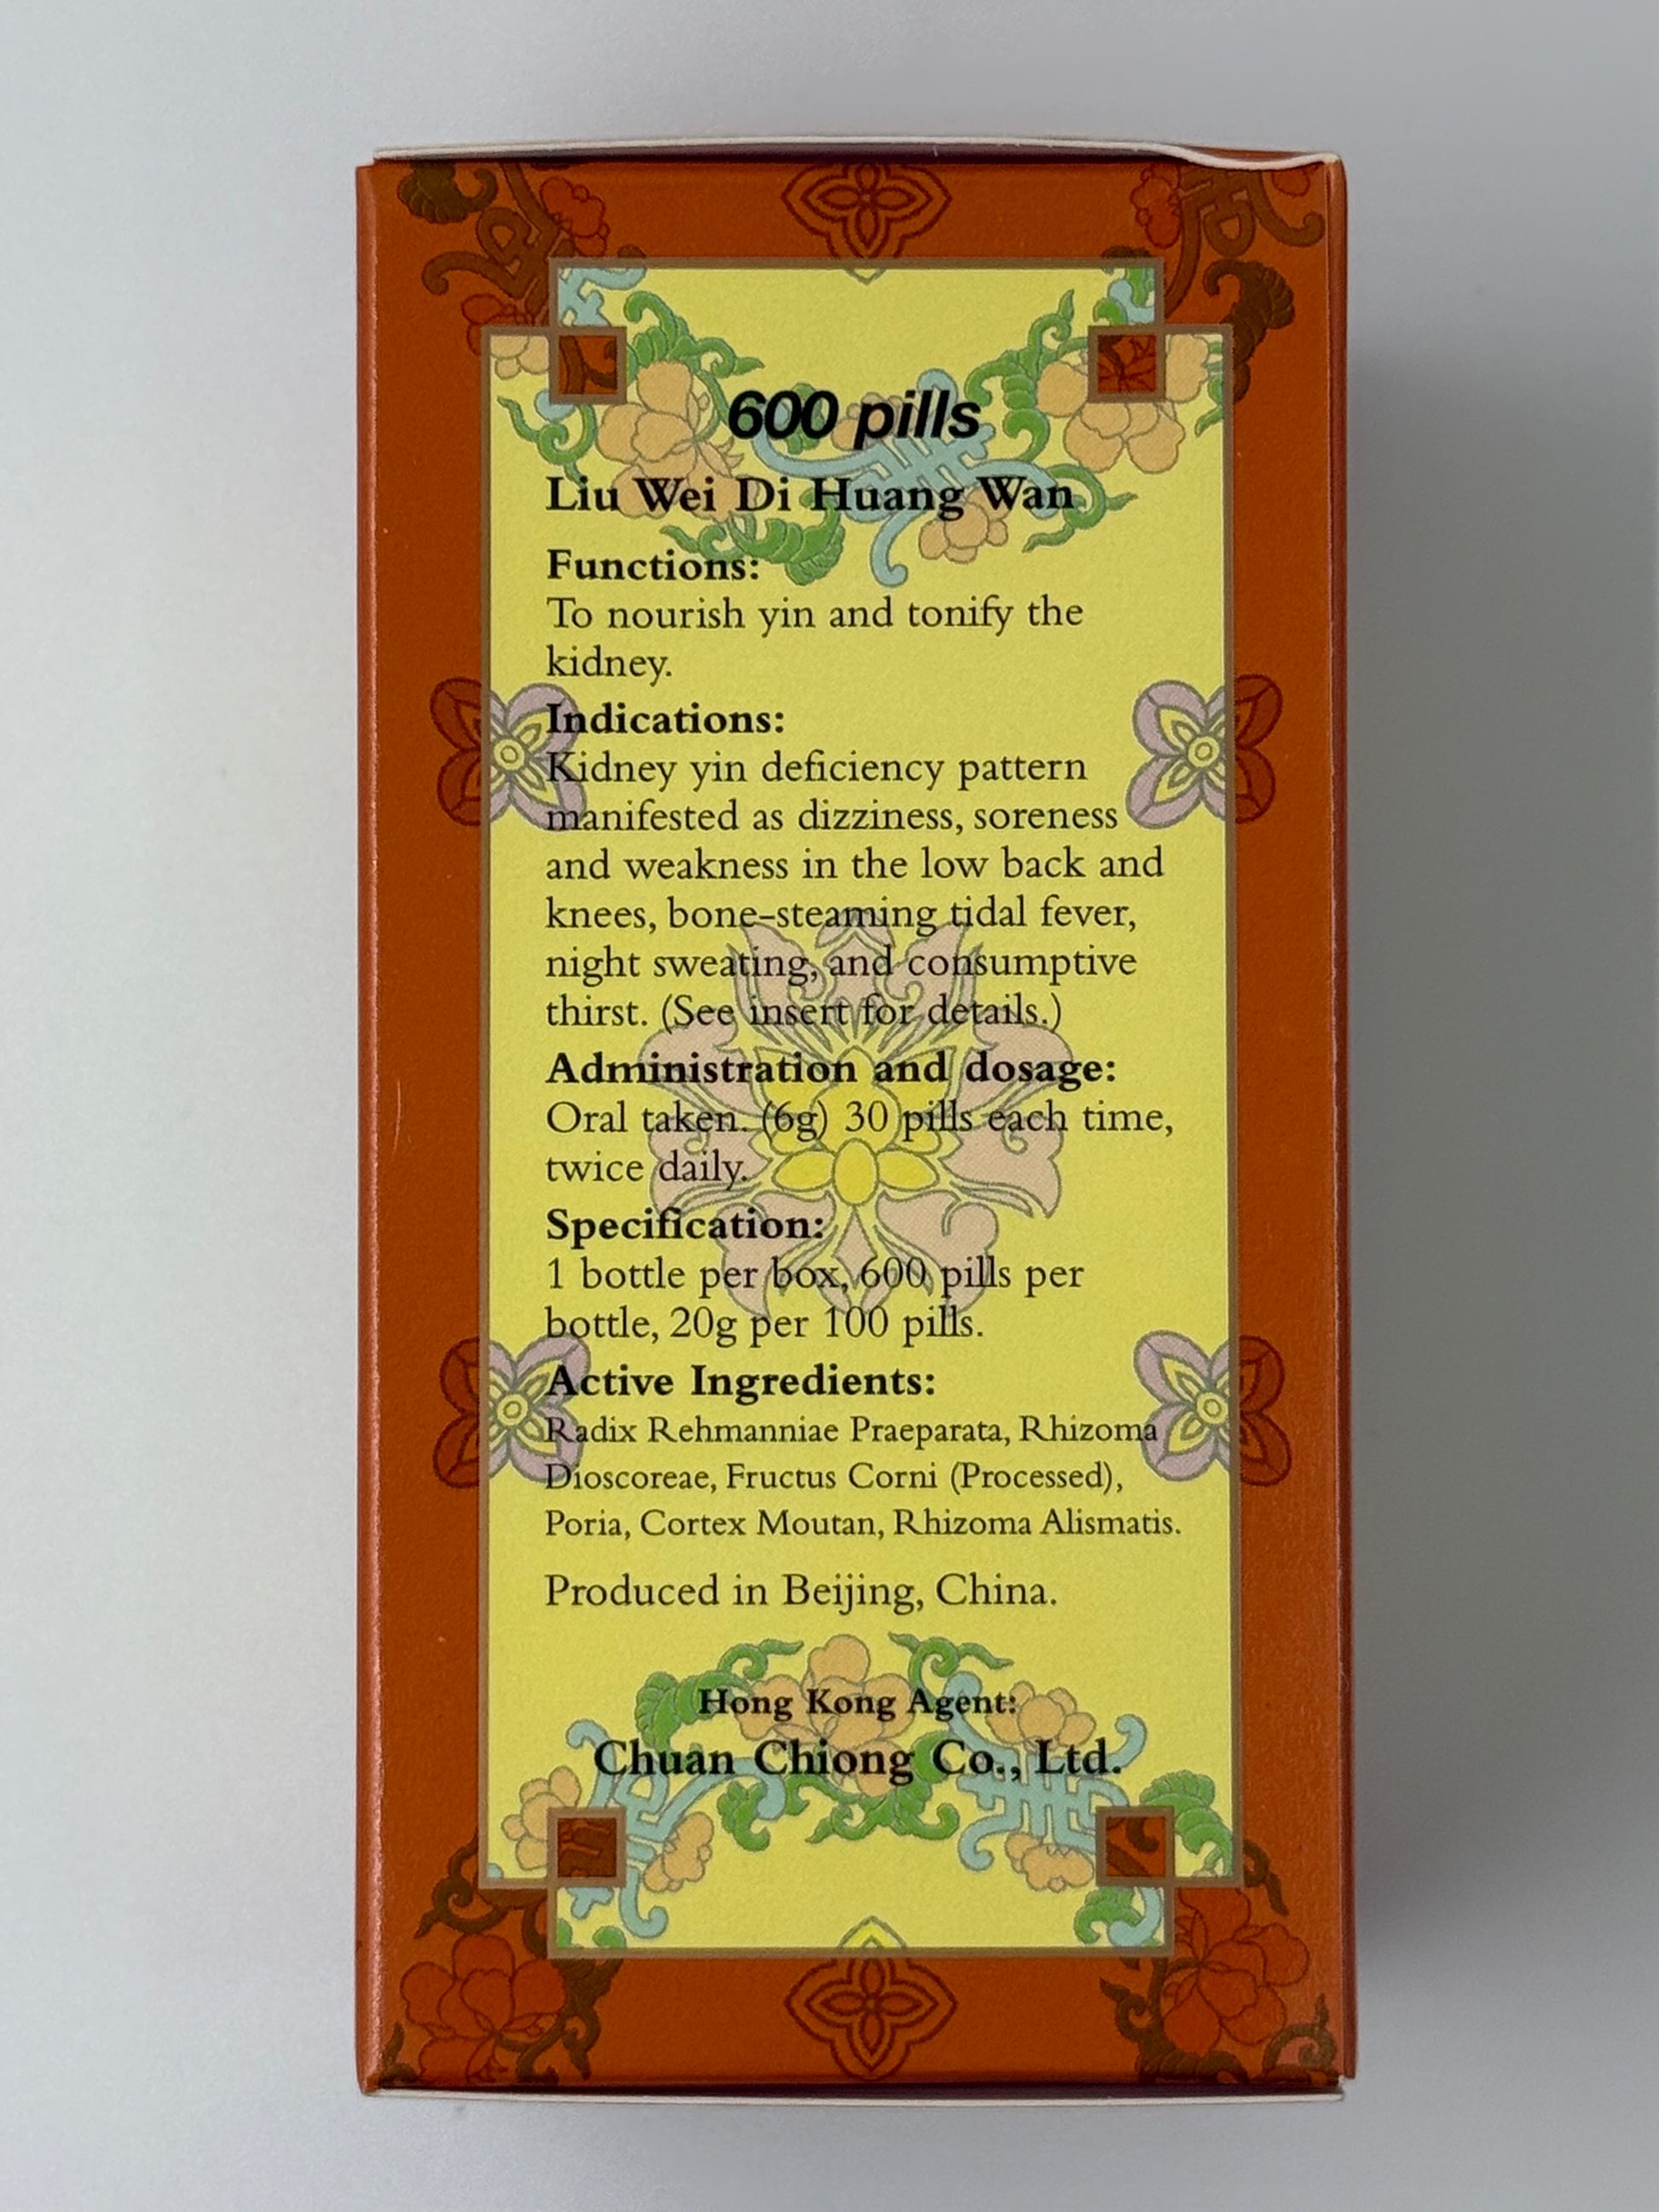 600 pills
Liu Wei Di Huang Wan
Functions:
To nourish yin and tonify the
kidney.
Indications:
Kidney yin deficiency pattern
manifested as dizziness, soreness
and weakness in the low back and
knees, bone-steaming tidal fever,
night sweating, and consumptive
thirst. (See insert for details.)
Administration and dosage:
Oral taken. (6g) 30 pills each time,
twice daily.
Specification:
1 bottle per box, 600 pills per
bottle, 20g per 100 pills.
Active Ingredients:
Radix Rehmanniae Praeparata, Rhizoma
Dioscoreae, Fructus Corni (Processed),
Poria, Cortex Moutan, Rhizoma Alismatis.
Produced in Beijing, China.
Hong Kong Agent:
Chuan Chiong Co., Ltd.